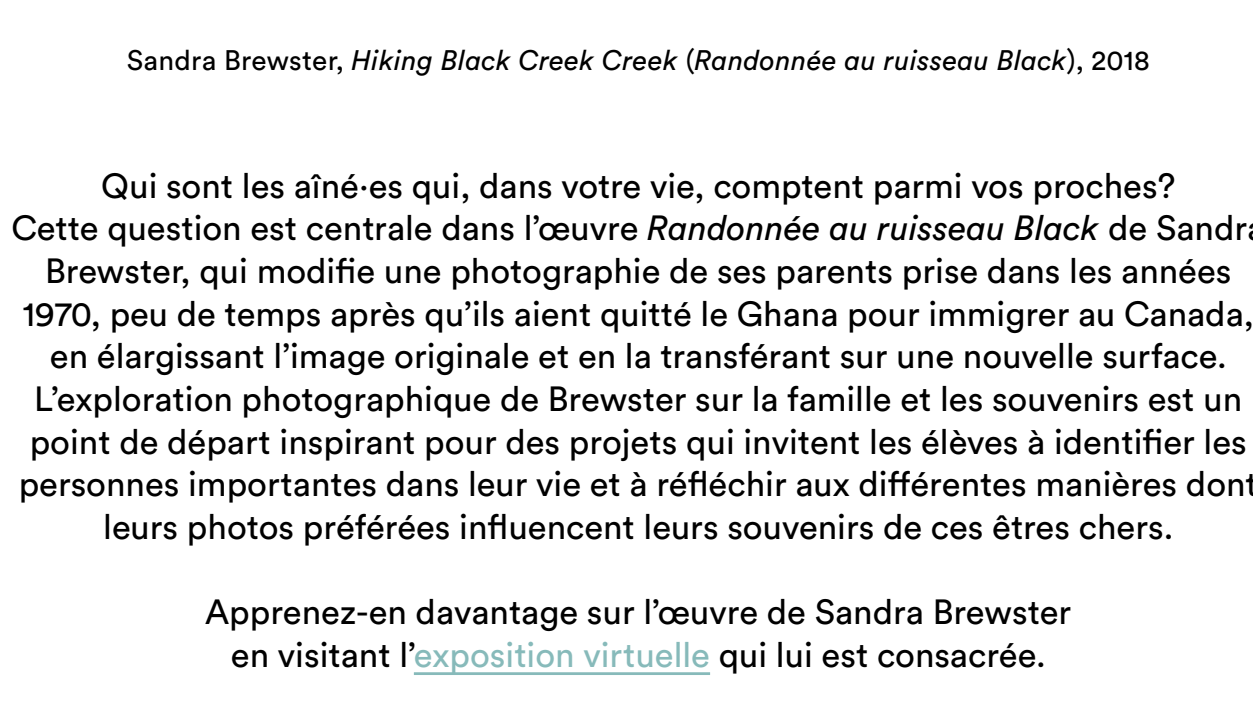 Sandra Brewster, Hiking Black Creek Creek (Randonnée au ruisseau Black), 2018
Qui sont les aîné·es qui, dans votre vie, comptent parmi vos proches?
Cette question est centrale dans l’œuvre Randonnée au ruisseau Black de Sandra
Brewster, qui modifie une photographie de ses parents prise dans les années
1970, peu de temps après qu’ils aient quitté le Ghana pour immigrer au Canada,
en élargissant l’image originale et en la transférant sur une nouvelle surface.
L’exploration photographique de Brewster sur la famille et les souvenirs est un
point de départ inspirant pour des projets qui invitent les élèves à identifier les
personnes importantes dans leur vie et à réfléchir aux différentes manières dont
leurs photos préférées influencent leurs souvenirs de ces êtres chers.
Apprenez-en davantage sur l’œuvre de Sandra Brewster
en visitant l’exposition virtuelle qui lui est consacrée.